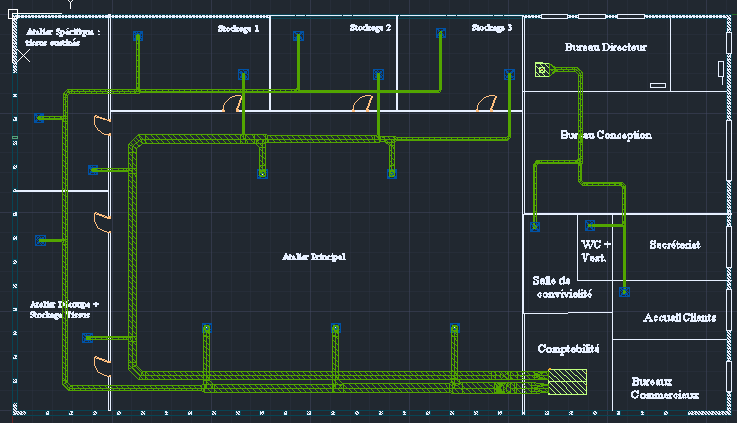 Atelier Spécifique :
tissus enduits
Stockage 1
Stockage 2
Stockage 3
Bureau Directeur
Bureau Conception
Atelier Principal
WC +
Vest.
Secrétariat
Salle de
convivialité
Atelier Découpe +
Stockage Tissus
Accueil Clients
Comptabilité
Bureaux
Commerciaux